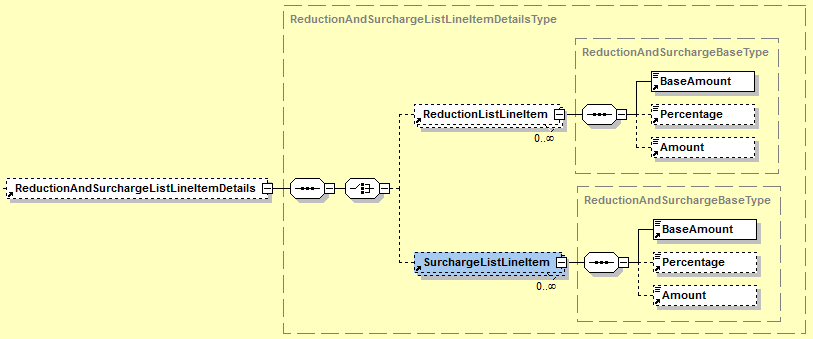 ReductionAndSurchargeListLineItemDetailsType
ReductionAndSurchargeBaseType
BaseAmount
ReductionListLineItem
Percentage
0..∞
Amount
ReductionAndSurchargeListLineItemDetails
ReductionAndSurchargeBaseType
BaseAmount
SurchargeListLineItem
Percentage
0..∞
Amount